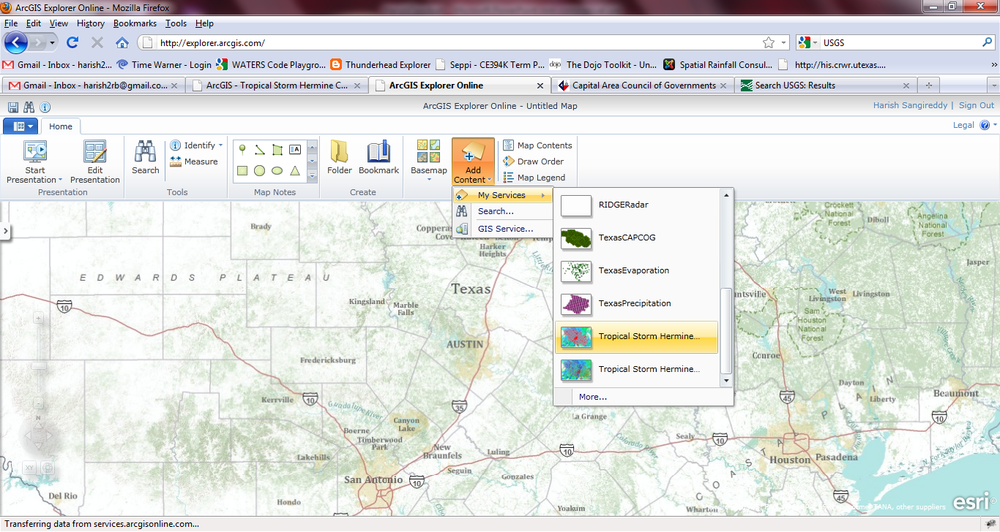 ArcGIS Explorer Online - Mozilla Firefox
File Edit View History Bookmarks Tools Help
http://explorer.arcgis.com/
USGS
Gmail - Inbox - harish2... Time Warner - Login WATERS Code Playgro... Thunderhead Explorer Seppi - CE394K Term P... dojo The Dojo Toolkit - Un... Spatial Rainfall Consul... http://his.crwr.utexas....
Gmail - Inbox - harish2rb@gmail.co... ArcGIS - Tropical Storm Hermine C... ArcGIS Explorer Online Capital Area Council of Governments Search USGS: Results
ArcGIS Explorer Online - Untitled Map
Harish Sangireddy | Sign Out
Home
Legal
Start Presentation
Edit Presentation
Presentation
Search
Identify
Measure
Tools
A
Map Notes
Folder
Bookmark
Create
Basemap
Add Content
Map Contents
Draw Order
Map Legend
My Services
Search...
GIS Service...
RIDGERadar
TexasCAPCOG
TexasEvaporation
TexasPrecipitation
Tropical Storm Hermine...
Tropical Storm Hermine...
More...
Brady
Copperas
Cove
Harker
Heights
EDWARDS PLATEAU
Texas
Kingsland
Marble
Falls
10
AUSTIN
Fredericksburg
Kerrville
10
Guadalupe River
35
Canyon
Lake
Boerne
Timberwood
Park
New
Braunfels
Lakehills
Luling
10
Seguin
San Antonio
10
Gonzales
Del Rio
Hondo
Yoakum
La Grange
Colorado River
Sealy
10
Houston
Pasadena
45
Wharton
Crockett
Crockett
National
Forest
Diboll
Angelina
National
Forest
Jasper
West
Livingston
Livingston
Sam
Houston
National
Forest
Conroe
Dayton
Liberty
45
Beaumont
10
XY
N
TANA, other suppliers
esri
Transferring data from services.arcgisonline.com...